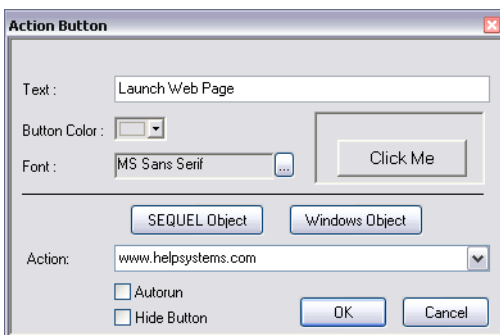 Action Button
Text :
Launch Web Page
Button Color :
Font :
MS Sans Serif
...
Click Me
SEQUEL Object
Windows Object
Action:
www.helpsystems.com
Autorun
Hide Button
OK
Cancel